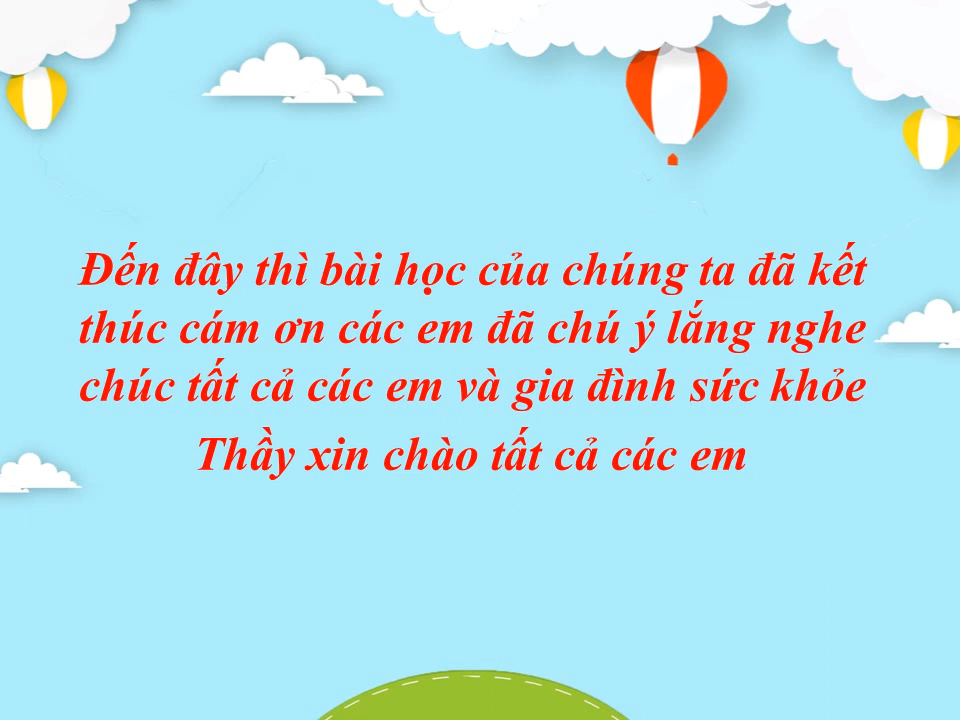 Đến đây thì bài học của chúng ta đã kết
thúc cám ơn các em đã chú ý lắng nghe
chúc tất cả các em và gia đình sức khỏe
Thầy xin chào tất cả các em